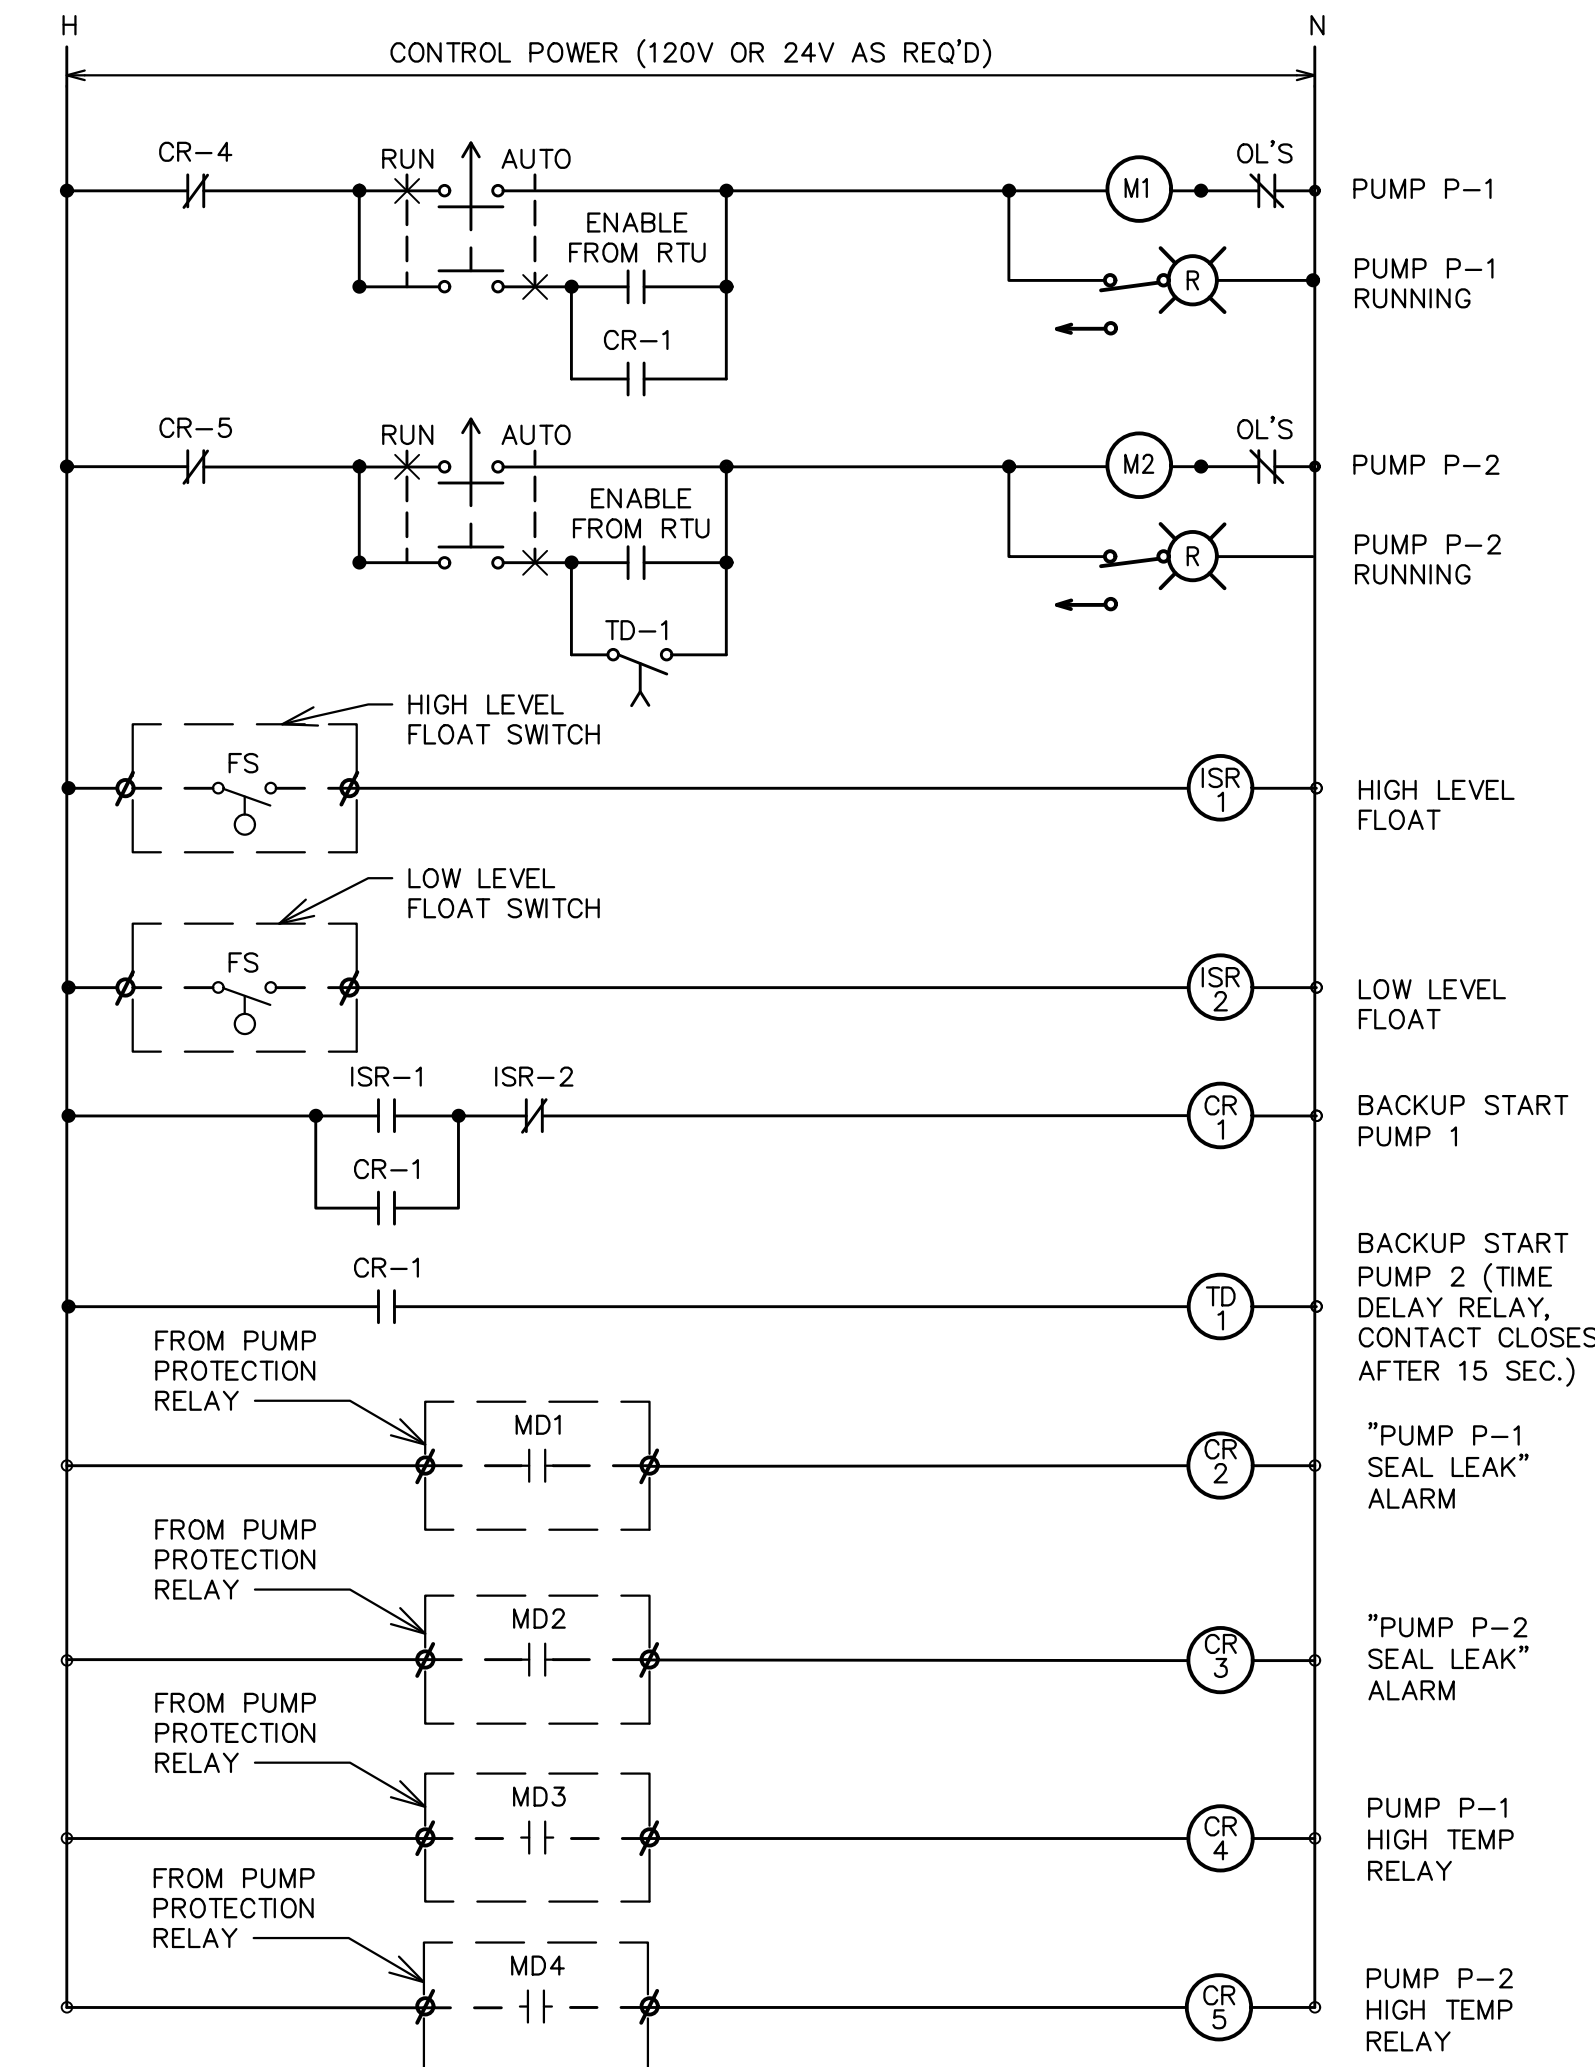 H
N
CONTROL POWER (120V OR 24V AS REQ'D)
CR-4
RUN
AUTO
OL'S
M1
PUMP P-1
ENABLE
FROM RTU
R
PUMP P-1
RUNNING
CR-1
CR-5
RUN
AUTO
OL'S
M2
PUMP P-2
ENABLE
FROM RTU
R
PUMP P-2
RUNNING
TD-1
HIGH LEVEL
FLOAT SWITCH
FS
ISR
1
HIGH LEVEL
FLOAT
LOW LEVEL
FLOAT SWITCH
FS
ISR
2
LOW LEVEL
FLOAT
ISR-1
ISR-2
CR
1
BACKUP START
PUMP 1
CR-1
CR-1
TD
1
BACKUP START
PUMP 2 (TIME
DELAY RELAY,
CONTACT CLOSES
AFTER 15 SEC.)
FROM PUMP
PROTECTION
RELAY
MD1
CR
2
"PUMP P-1
SEAL LEAK"
ALARM
FROM PUMP
PROTECTION
RELAY
MD2
CR
3
"PUMP P-2
SEAL LEAK"
ALARM
FROM PUMP
PROTECTION
RELAY
MD3
CR
4
PUMP P-1
HIGH TEMP
RELAY
FROM PUMP
PROTECTION
RELAY
MD4
CR
5
PUMP P-2
HIGH TEMP
RELAY